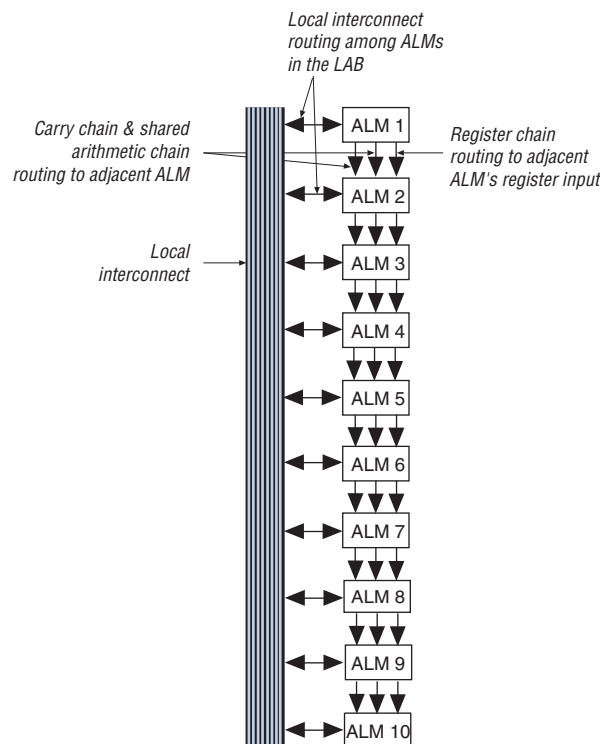 Local interconnect
routing among ALMs
in the LAB
ALM 1
Carry chain & shared
arithmetic chain
routing to adjacent ALM
Register chain
routing to adjacent
ALM's register input
ALM 2
Local
interconnect
ALM 3
ALM 4
ALM 5
ALM 6
ALM 7
ALM 8
ALM 9
ALM 10